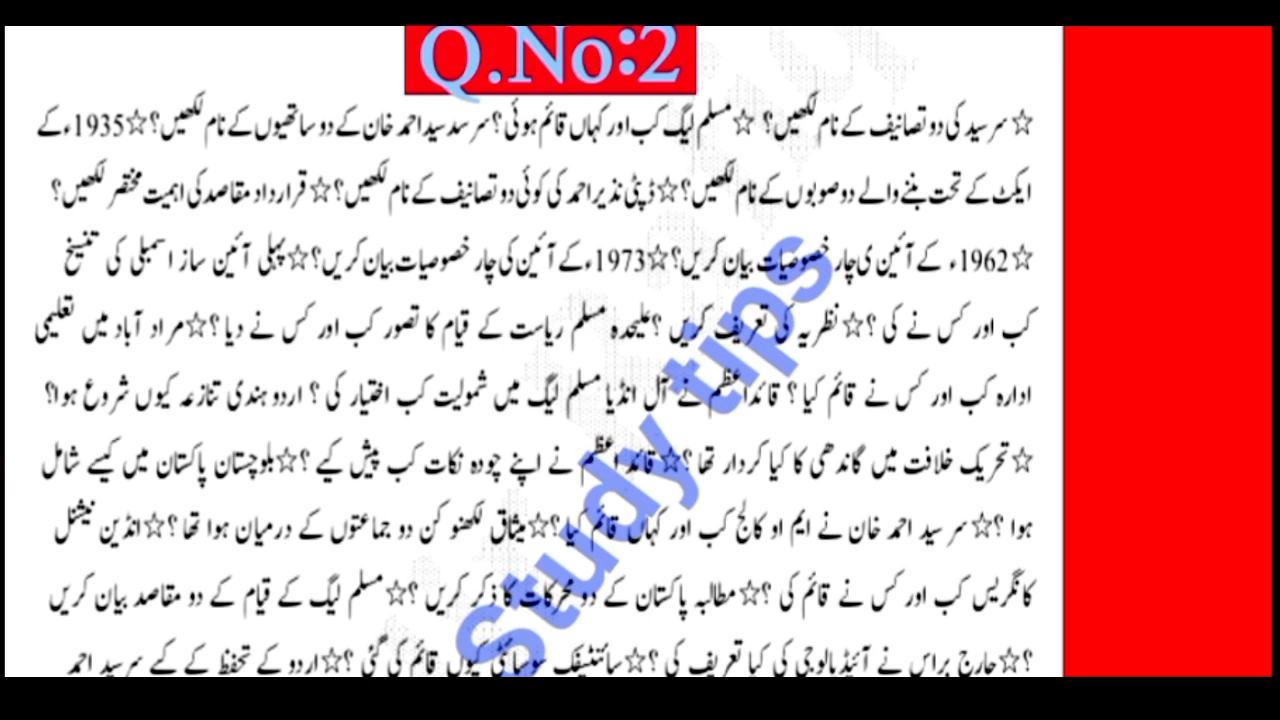 Q.No:2
☆ سرسید کی دو تصانیف کے نام لکھیں؟ ☆ مسلم لیگ کب اور کہاں قائم ہوئی؟ سر سد سید احمد خان کے دو ساتھیوں کے نام لکھیں؟☆1935ء کے
ایکٹ کے تحت بننے والے دو صوبوں کے نام لکھیں؟☆ ڈپٹی نذیر احمد کی کوئی دو تصانیف کے نام لکھیں؟☆ قرار داد مقاصد کی اہمیت مختصر لکھیں؟
☆1962ء کے آئین ی چار خصوصیات بیان کریں؟☆1973ء کے آئین کی چار خصوصیات بیان کریں؟☆ پہلی آئین ساز اسمبلی کی تنسیخ
کب اور کس نے کی ؟☆ نظریہ کی تعریف کریں ؟علیحدہ مسلم ریاست کے قیام کا تصور کب اور کس نے دیا ؟☆مراد آباد میں تعلیمی
ادارہ کب اور کس نے قائم کیا ؟ قائداعظم نے آل انڈیا مسلم لیگ میں شمولیت کب اختیار کی ؟ اردو ہندی تنازعہ کیوں شروع ہوا؟
☆تحریک خلافت میں گاندھی کا کیا کردار تھا ؟☆ قائداعظم نے اپنے چودہ نکات کب پیش کیے ؟☆بلوچستان پاکستان میں کیسے شامل
ہوا ؟☆ سر سید احمد خان نے ایم او کالج کب اور کہاں قائم کیا ؟☆میثاق لکھنو کن دو جماعتوں کے درمیان ہوا تھا ؟☆انڈین نیشنل
کانگریس کب اور کس نے قائم کی ؟☆مطالبہ پاکستان کے دو محرکات کا ذکر کریں ؟☆ مسلم لیگ کے قیام کے دو مقاصد بیان کریں
؟☆جارج براس نے آئیڈیالوجی کی کیا تعریف کی ؟☆سائنٹیفک سوسائٹی کیوں قائم کی گئی ؟☆اردو کے تحفظ کے کے سرسید احمد
Study tips